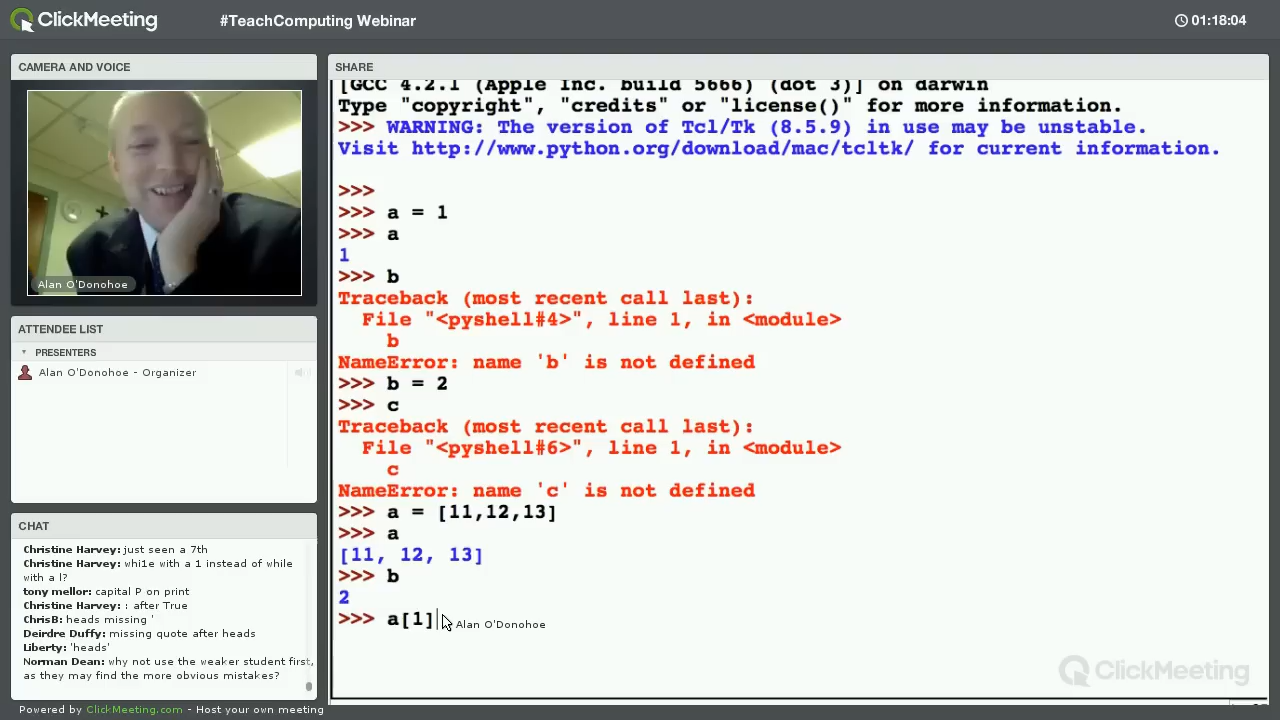 ClickMeeting
#TeachComputing Webinar
01:18:04
CAMERA AND VOICE
Alan O'Donohoe
ATTENDEE LIST
PRESENTERS
Alan O'Donohoe - Organizer
CHAT
Christine Harvey: just seen a 7th
Christine Harvey: whi1e with a 1 instead of while
with a l?
tony mellor: capital P on print
Christine Harvey: : after True
ChrisB: heads missing '
Deirdre Duffy: missing quote after heads
Liberty: 'heads'
Norman Dean: why not use the weaker student first,
as they may find the more obvious mistakes?
SHARE
[GCC 4.2.1 (Apple Inc. build 5666) (dot 3)] on darwin
Type "copyright", "credits" or "license()" for more information.
>>> WARNING: The version of Tcl/Tk (8.5.9) in use may be unstable.
Visit http://www.python.org/download/mac/tcltk/ for current information.
>>>
>>> a = 1
>>> a
1
>>> b
Traceback (most recent call last):
File "<pyshell#4>", line 1, in <module>
b
NameError: name 'b' is not defined
>>> b = 2
>>> c
Traceback (most recent call last):
File "<pyshell#6>", line 1, in <module>
c
NameError: name 'c' is not defined
>>> a = [11,12,13]
>>> a
[11, 12, 13]
>>> b
2
>>> a[1]
Alan O'Donohoe
ClickMeeting
Powered by ClickMeeting.com - Host your own meeting